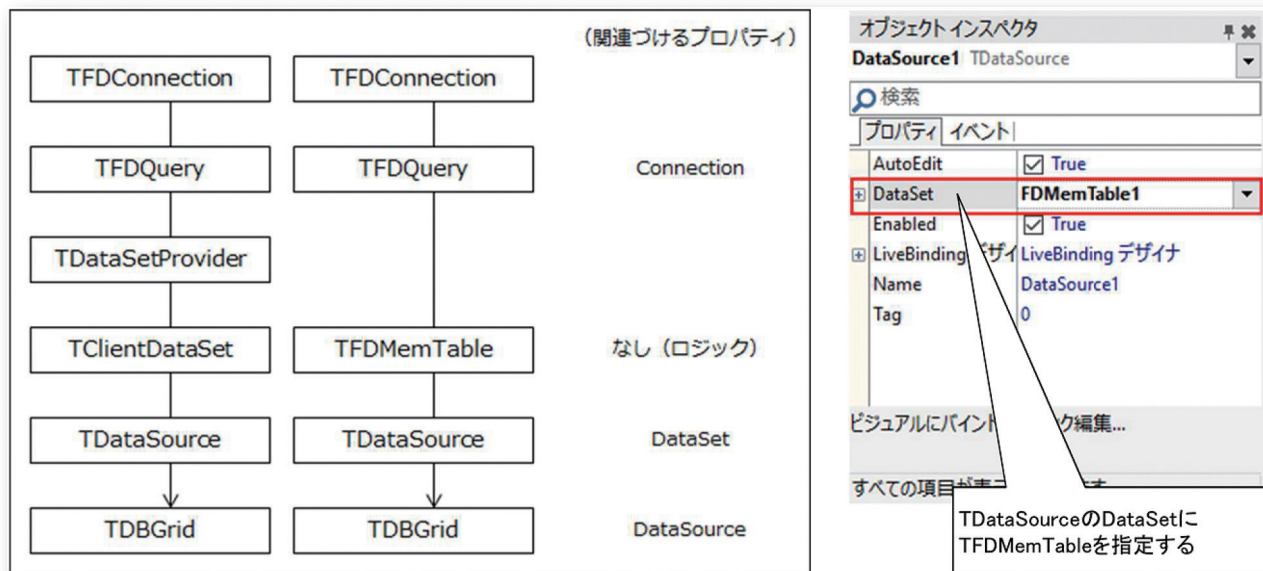 （関連づけるプロパティ）
TFDConnection
TFDConnection
TFDQuery
TFDQuery
Connection
TDataSetProvider
TClientDataSet
TFDMemTable
なし（ロジック）
TDataSource
TDataSource
DataSet
TDBGrid
TDBGrid
DataSource
オブジェクト インスペクタ
DataSource1 TDataSource
検索
プロパティ イベント
AutoEdit True
DataSet FDMemTable1
Enabled True
LiveBinding デザイ LiveBinding デザイナ
Name DataSource1
Tag 0
ビジュアルにバイント ク編集...
すべての項目が表
TDataSourceのDataSetに
TFDMemTableを指定する